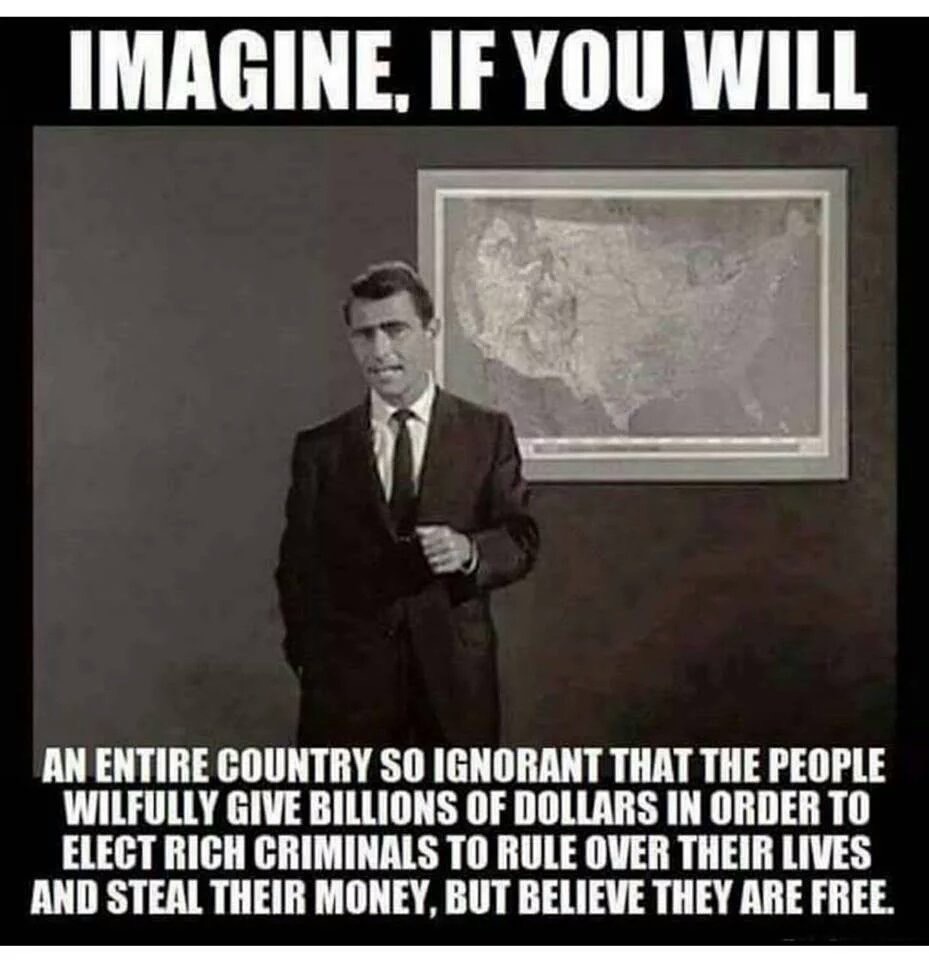 IMAGINE, IF YOU WILL
AN ENTIRE COUNTRY SO IGNORANT THAT THE PEOPLE
WILFULLY GIVE BILLIONS OF DOLLARS IN ORDER TO
ELECT RICH CRIMINALS TO RULE OVER THEIR LIVES
AND STEAL THEIR MONEY, BUT BELIEVE THEY ARE FREE.